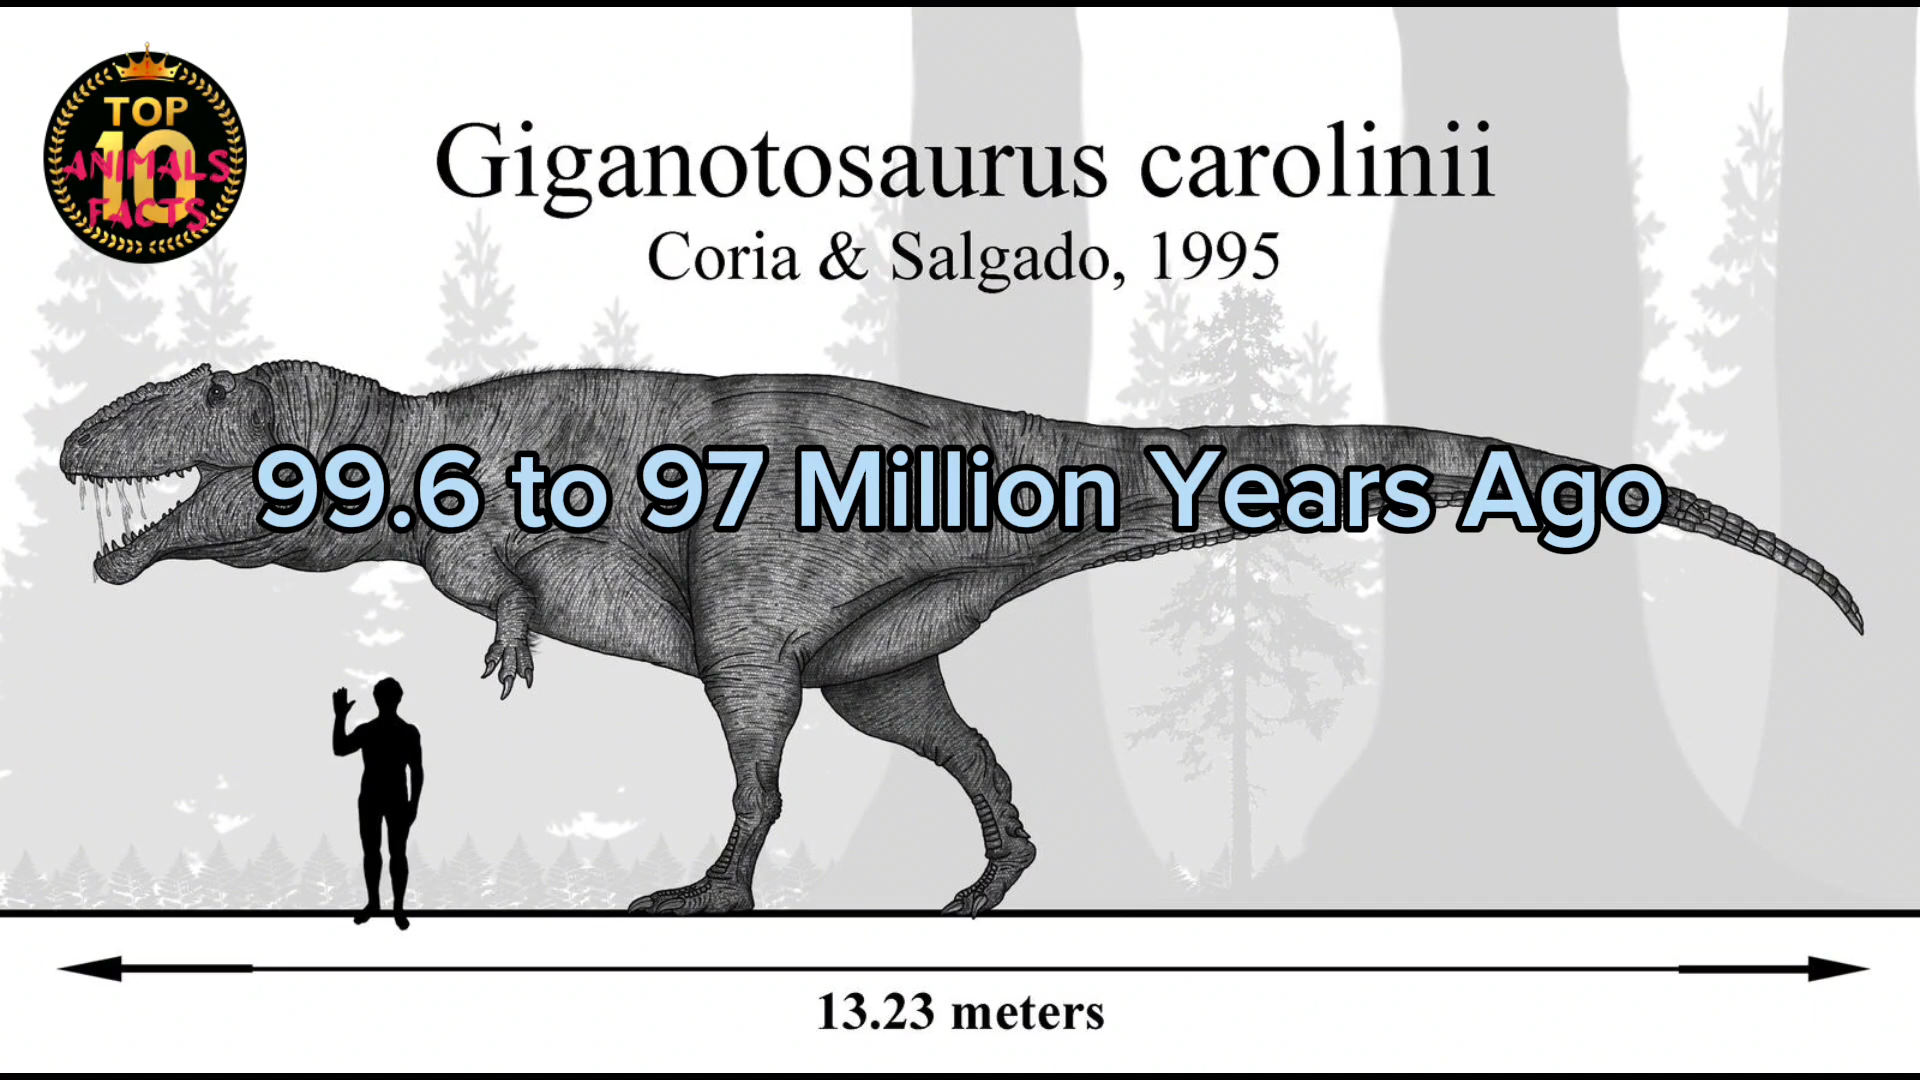 TOP
10
ANIMALS
FACTS
Giganotosaurus carolinii
Coria & Salgado, 1995
99.6 to 97 Million Years Ago
13.23 meters